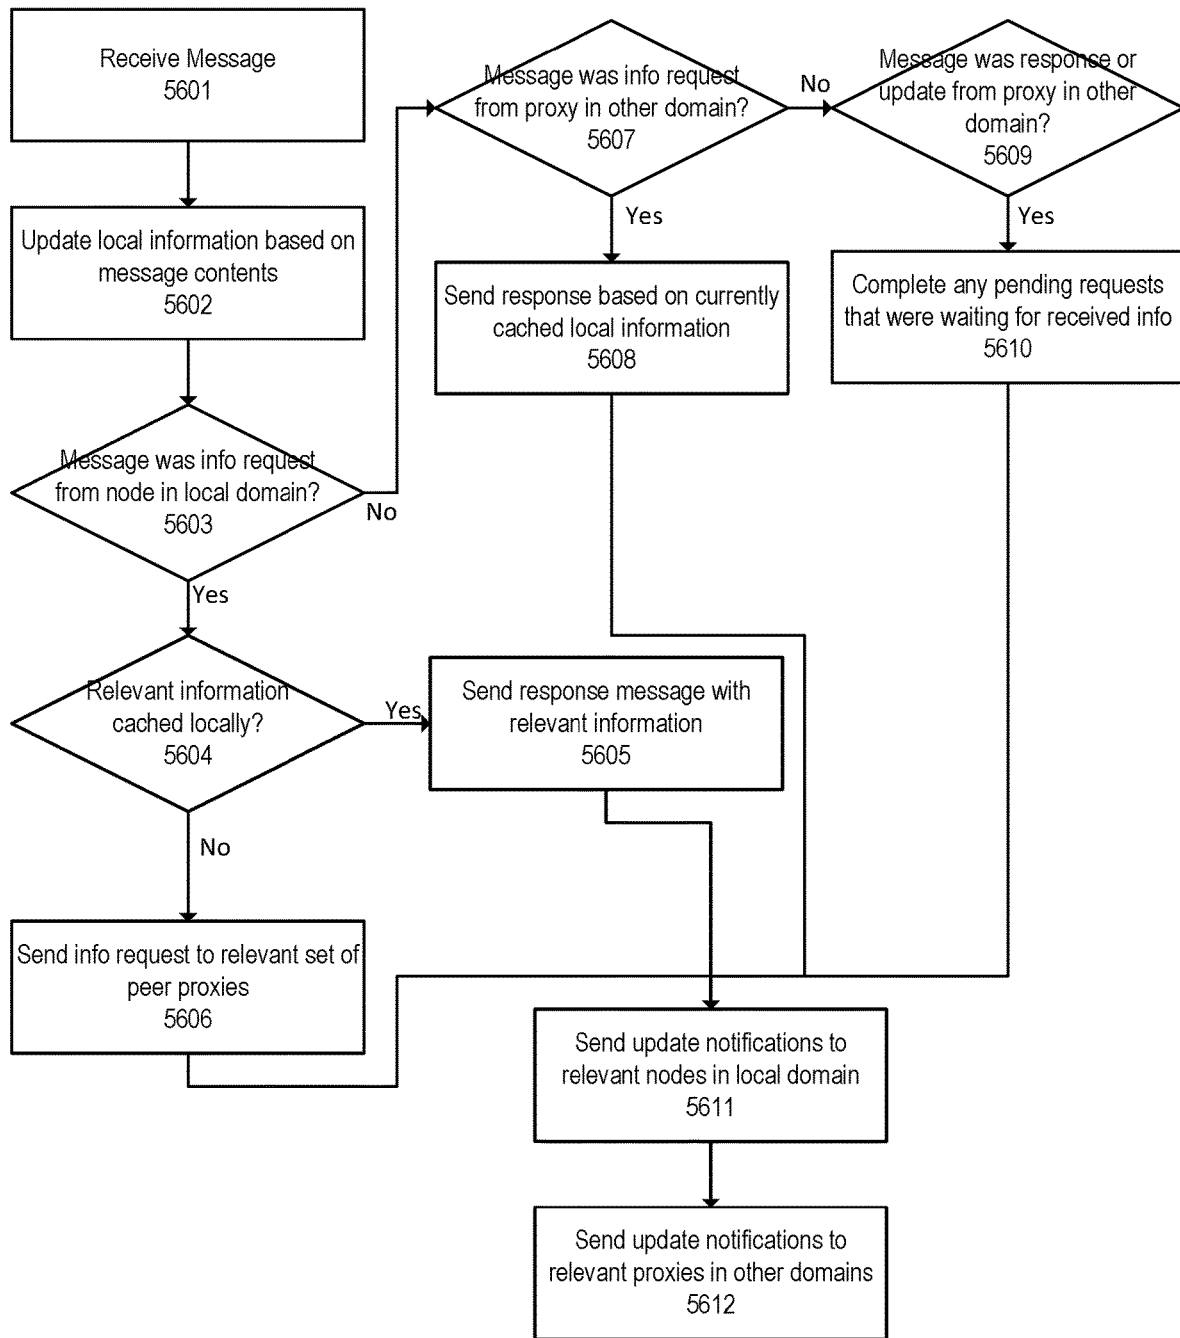 Receive Message
5601
Update local information based on
message contents
5602
Message was info request
from node in local domain?
5603
No
Yes
Relevant information
cached locally?
5604
Yes
No
Send response message with
relevant information
5605
Send info request to relevant set of
peer proxies
5606
Message was info request
from proxy in other domain?
5607
No
Yes
Send response based on currently
cached local information
5608
Message was response or
update from proxy in other
domain?
5609
Yes
Complete any pending requests
that were waiting for received info
5610
Send update notifications to
relevant nodes in local domain
5611
Send update notifications to
relevant proxies in other domains
5612